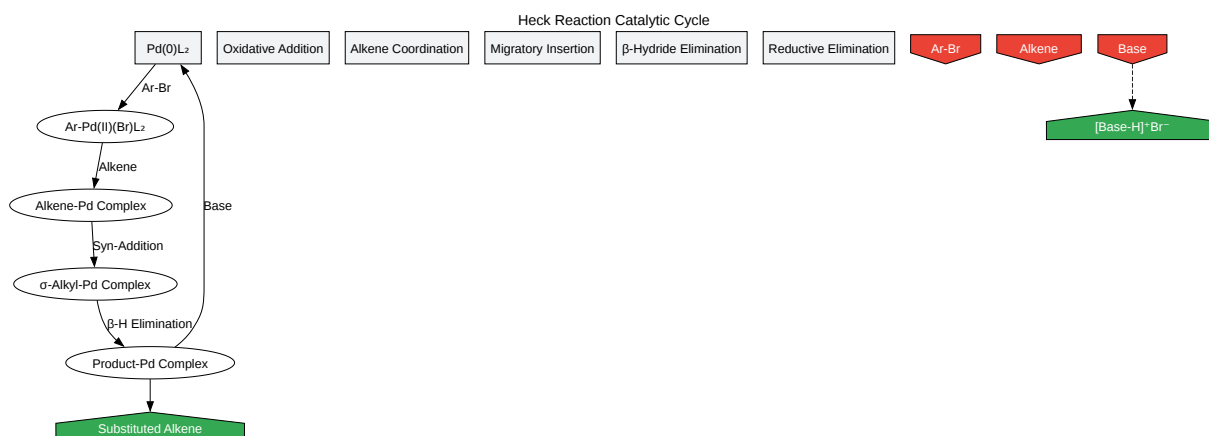 Heck Reaction Catalytic Cycle
Pd(0)L₂
Oxidative Addition
Alkene Coordination
Migratory Insertion
β-Hydride Elimination
Reductive Elimination
Ar-Br
Alkene
Base
Ar-Br
Ar-Pd(II)(Br)L₂
[Base-H]⁺Br⁻
Alkene
Alkene-Pd Complex
Base
Syn-Addition
σ-Alkyl-Pd Complex
β-H Elimination
Product-Pd Complex
Substituted Alkene